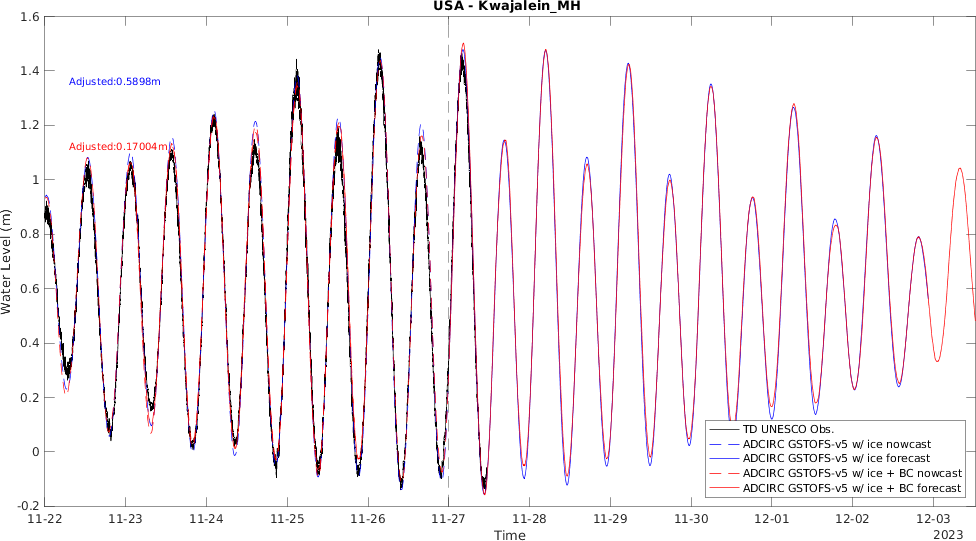 USA - Kwajalein_MH
1.6
1.4
1.2
1
0.8
0.6
0.4
0.2
0
-0.2
Water Level (m)
Adjusted:0.5898m
Adjusted:0.17004m
TD UNESCO Obs.
ADCIRC GSTOFS-v5 w/ ice nowcast
ADCIRC GSTOFS-v5 w/ ice forecast
ADCIRC GSTOFS-v5 w/ ice + BC nowcast
ADCIRC GSTOFS-v5 w/ ice + BC forecast
11-22 11-23 11-24 11-25 11-26 11-27 11-28 11-29 11-30 12-01 12-02 12-03
Time
2023